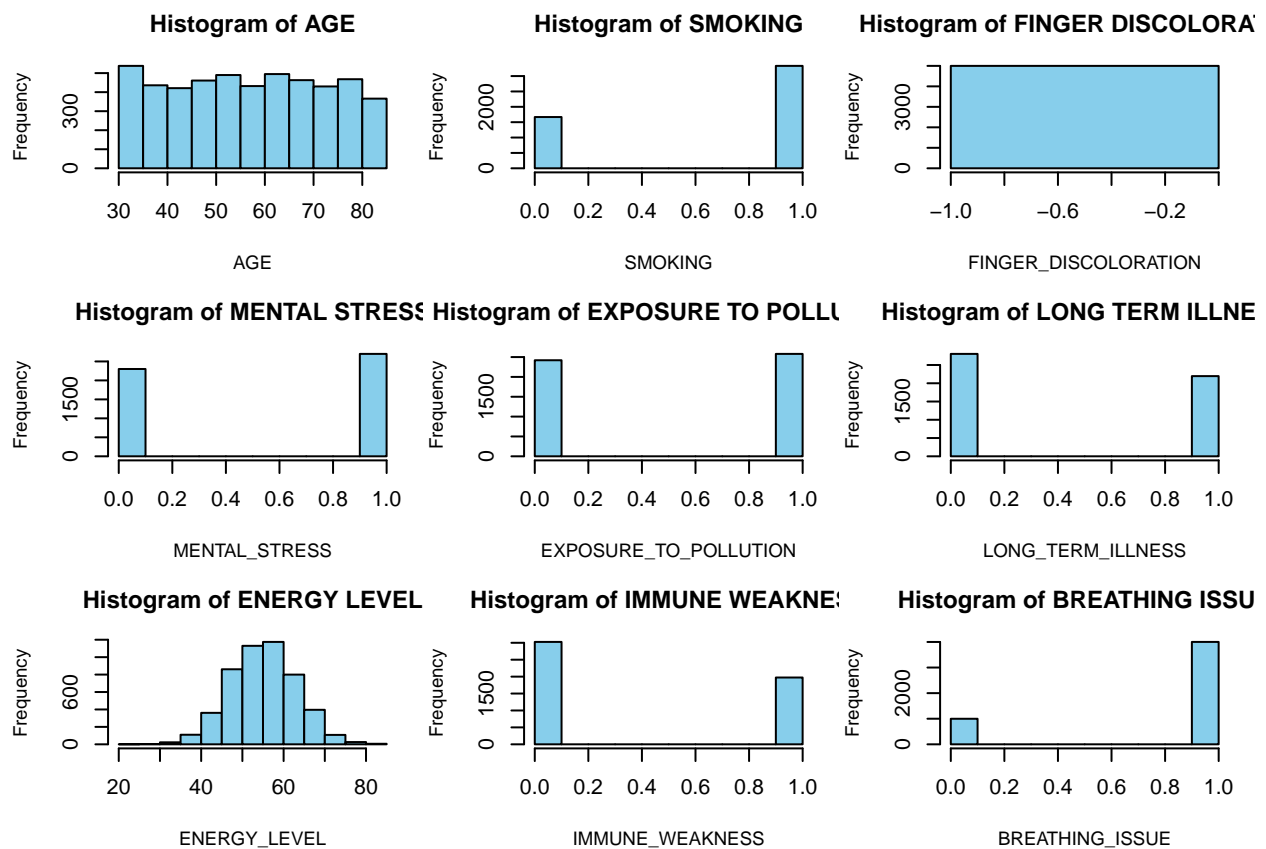 Histogram of AGE
Frequency
0 300
30 40 50 60 70 80
AGE
Histogram of SMOKING
Frequency
0 2000
0.0 0.2 0.4 0.6 0.8 1.0
SMOKING
Histogram of FINGER DISCOLORA
Frequency
0 3000
−1.0 −0.6 −0.2
FINGER_DISCOLORATION
Histogram of MENTAL STRESS
Frequency
0 1500
0.0 0.2 0.4 0.6 0.8 1.0
MENTAL_STRESS
Histogram of EXPOSURE TO POLLU
Frequency
0 1500
0.0 0.2 0.4 0.6 0.8 1.0
EXPOSURE_TO_POLLUTION
Histogram of LONG TERM ILLNE
Frequency
0 1500
0.0 0.2 0.4 0.6 0.8 1.0
LONG_TERM_ILLNESS
Histogram of ENERGY LEVEL
Frequency
0 600
20 40 60 80
ENERGY_LEVEL
Histogram of IMMUNE WEAKNES
Frequency
0 1500
0.0 0.2 0.4 0.6 0.8 1.0
IMMUNE_WEAKNESS
Histogram of BREATHING ISSU
Frequency
0 2000
0.0 0.2 0.4 0.6 0.8 1.0
BREATHING_ISSUE